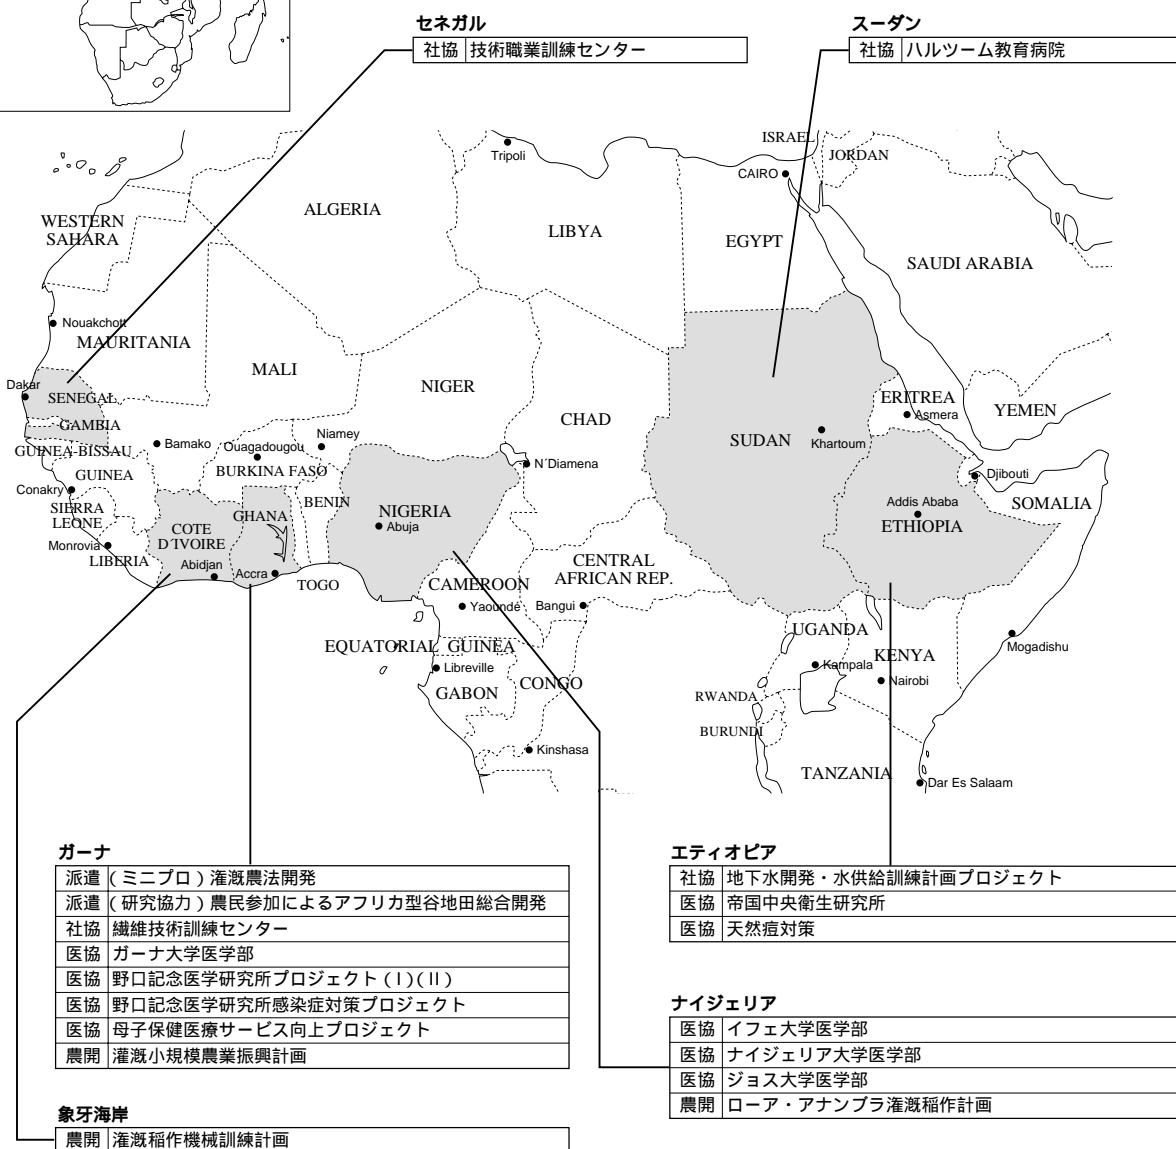 セネガル
社協 技術職業訓練センター
スーダン
社協 ハルツーム教育病院
Tripoli
ISRAEL
JORDAN
CAIRO
ALGERIA
WESTERN
SAHARA
LIBYA
EGYPT
SAUDI ARABIA
Nouakchott
MAURITANIA
MALI
NIGER
CHAD
Dakar
SENEGAL
GAMBIA
GUINEA-BISSAU
Bamako
Ouagadougou
Niamey
BURKINA FASO
N´Djamena
SUDAN
Khartoum
ERITREA
Asmera
YEMEN
Djibouti
SOMALIA
GUINEA
Conakry
SIERRA
LEONE
Monrovia
LIBERIA
COTE
D´IVOIRE
Abidjan
GHANA
Accra
BENIN
TOGO
NIGERIA
Abuja
Addis Ababa
ETHIOPIA
CENTRAL
AFRICAN REP.
CAMEROON
Yaoundé
Bangui
EQUATORIAL GUINEA
Libreville
GABON
CONGO
UGANDA
Kampala
KENYA
Nairobi
Mogadishu
RWANDA
BURUNDI
Kinshasa
TANZANIA
Dar Es Salaam
ガーナ
派遣 (ミニプロ)灌漑農法開発
派遣 (研究協力)農民参加によるアフリカ型谷地田総合開発
社協 繊維技術訓練センター
医協 ガーナ大学医学部
医協 野口記念医学研究所プロジェクト(I)(II)
医協 野口記念医学研究所感染症対策プロジェクト
医協 母子保健医療サービス向上プロジェクト
農開 灌漑小規模農業振興計画
象牙海岸
農開 灌漑稲作機械訓練計画
エティオピア
社協 地下水開発・水供給訓練計画プロジェクト
医協 帝国中央衛生研究所
医協 天然痘対策
ナイジェリア
医協 イフェ大学医学部
医協 ナイジェリア大学医学部
医協 ジョス大学医学部
農開 ローア・アナンブラ灌漑稲作計画